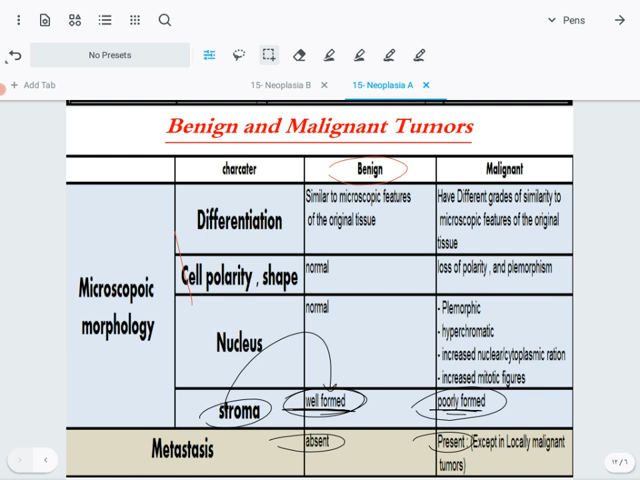 Pens
No Presets
Add Tab
15- Neoplasia B
15- Neoplasia A
Benign and Malignant Tumors
charcater
Benign
Malignant
Microscopoic
morphology
Differentiation
Similar to microscopic features
of the original tissue
Have Different grades of similarity to
microscopic features of the original
tissue
Cell polarity , shape
normal
loss of polarity , and plemorphism
Nucleus
normal
- Plemorphic
- hyperchromatic
- increased nuclear/cytoplasmic ration
- increased mitotic figures
stroma
well formed
poorly formed
Metastasis
absent
Present (Except in Locally malignant
tumors)
١٢/٦